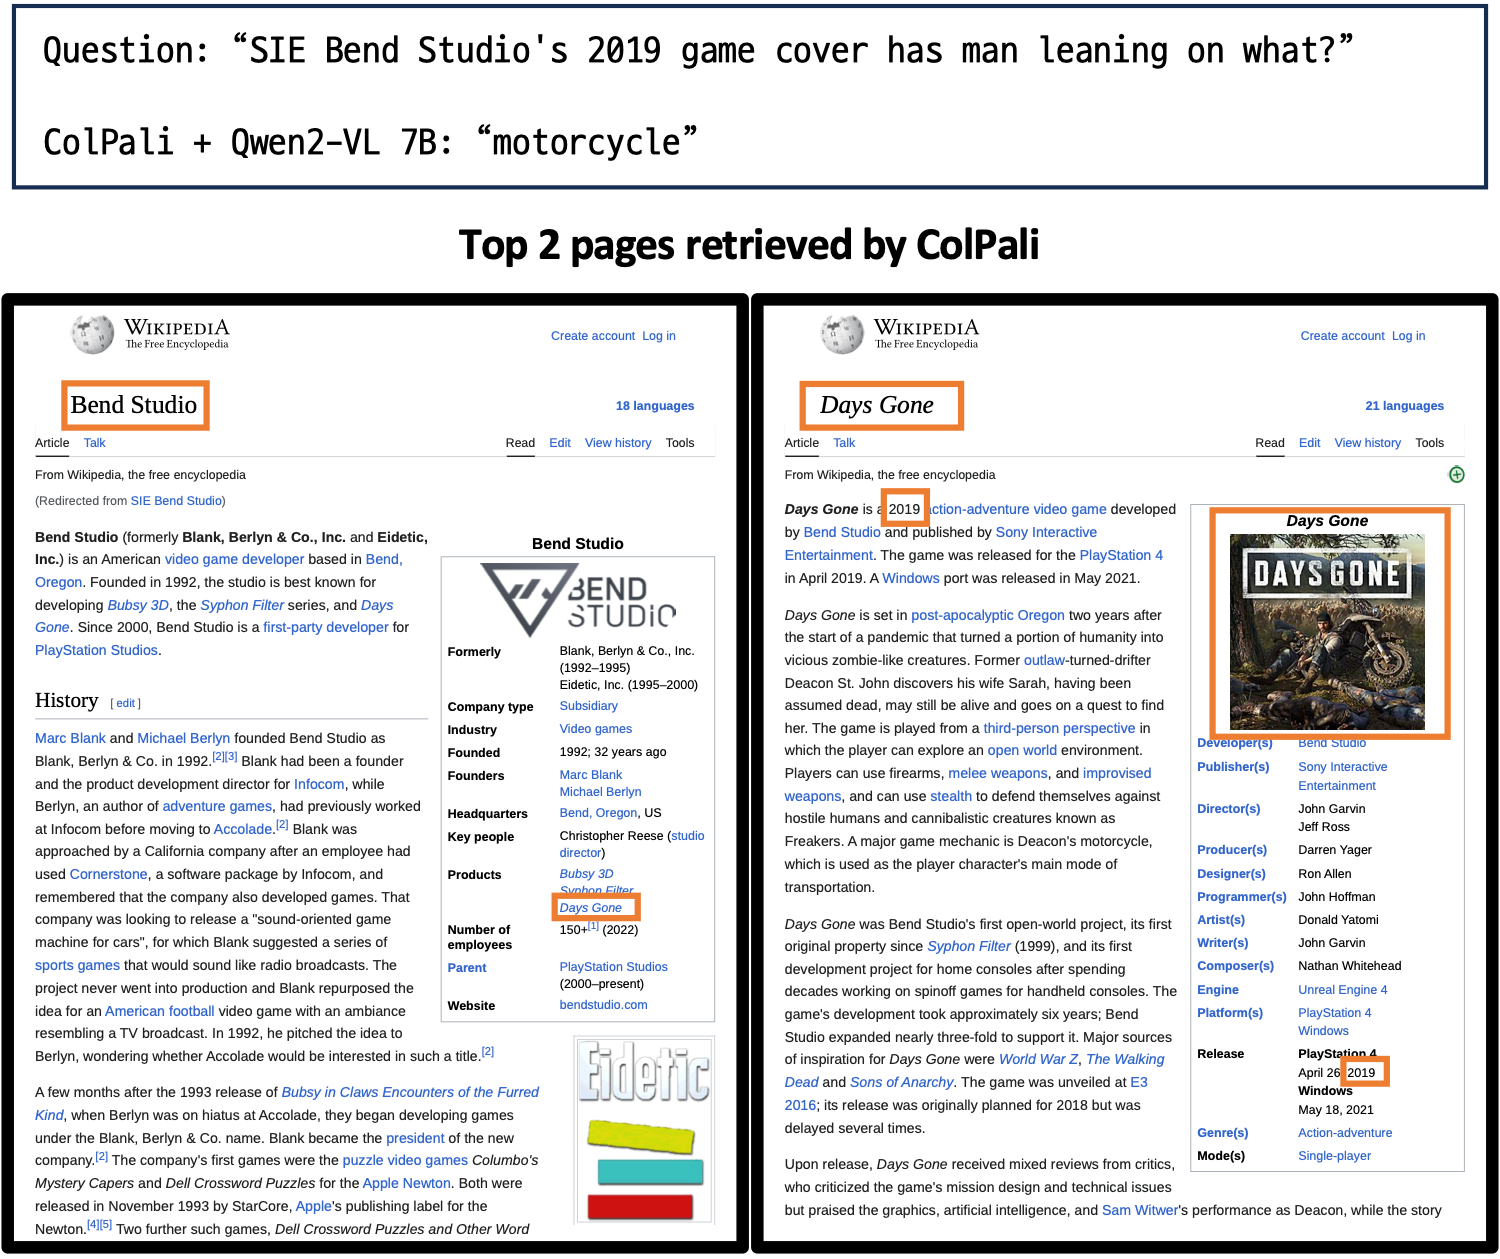 Question: “SIE Bend Studio's 2019 game cover has man leaning on what?”
ColPali + Qwen2-VL 7B: “motorcycle”
Top 2 pages retrieved by ColPali
WIKIPEDIA
The Free Encyclopedia
Create account Log in
Bend Studio
18 languages
Article Talk
Read Edit View history Tools
From Wikipedia, the free encyclopedia
(Redirected from SIE Bend Studio)
Bend Studio (formerly Blank, Berlyn & Co., Inc. and Eidetic,
Inc.) is an American video game developer based in Bend,
Oregon. Founded in 1992, the studio is best known for
developing Bubsy 3D, the Syphon Filter series, and Days
Gone. Since 2000, Bend Studio is a first-party developer for
PlayStation Studios.
History [ edit ]
Marc Blank and Michael Berlyn founded Bend Studio as
Blank, Berlyn & Co. in 1992.[2][3] Blank had been a founder
and the product development director for Infocom, while
Berlyn, an author of adventure games, had previously worked
at Infocom before moving to Accolade.[2] Blank was
approached by a California company after an employee had
used Cornerstone, a software package by Infocom, and
remembered that the company also developed games. That
company was looking to release a "sound-oriented game
machine for cars", for which Blank suggested a series of
sports games that would sound like radio broadcasts. The
project never went into production and Blank repurposed the
idea for an American football video game with an ambiance
resembling a TV broadcast. In 1992, he pitched the idea to
Berlyn, wondering whether Accolade would be interested in such a title.[2]
A few months after the 1993 release of Bubsy in Claws Encounters of the Furred
Kind, when Berlyn was on hiatus at Accolade, they began developing games
under the Blank, Berlyn & Co. name. Blank became the president of the new
company.[2] The company's first games were the puzzle video games Columbo's
Mystery Capers and Dell Crossword Puzzles for the Apple Newton. Both were
released in November 1993 by StarCore, Apple's publishing label for the
Newton.[4][5] Two further such games, Dell Crossword Puzzles and Other Word
Bend Studio
BEND
STUDIO
Formerly Blank, Berlyn & Co., Inc.
(1992–1995)
Eidetic, Inc. (1995–2000)
Company type Subsidiary
Industry Video games
Founded 1992; 32 years ago
Founders Marc Blank
Michael Berlyn
Headquarters Bend, Oregon, US
Key people Christopher Reese (studio
director)
Products Bubsy 3D
Syphon Filter
Days Gone
Number of
employees 150+[1] (2022)
Parent PlayStation Studios
(2000–present)
Website bendstudio.com
Eidetic
WIKIPEDIA
The Free Encyclopedia
Create account Log in
Days Gone
21 languages
Article Talk
Read Edit View history Tools
From Wikipedia, the free encyclopedia
Days Gone is a 2019 action-adventure video game developed
by Bend Studio and published by Sony Interactive
Entertainment. The game was released for the PlayStation 4
in April 2019. A Windows port was released in May 2021.
Days Gone is set in post-apocalyptic Oregon two years after
the start of a pandemic that turned a portion of humanity into
vicious zombie-like creatures. Former outlaw-turned-drifter
Deacon St. John discovers his wife Sarah, having been
assumed dead, may still be alive and goes on a quest to find
her. The game is played from a third-person perspective in
which the player can explore an open world environment.
Players can use firearms, melee weapons, and improvised
weapons, and can use stealth to defend themselves against
hostile humans and cannibalistic creatures known as
Freakers. A major game mechanic is Deacon's motorcycle,
which is used as the player character's main mode of
transportation.
Days Gone was Bend Studio's first open-world project, its first
original property since Syphon Filter (1999), and its first
development project for home consoles after spending
decades working on spinoff games for handheld consoles. The
game's development took approximately six years; Bend
Studio expanded nearly three-fold to support it. Major sources
of inspiration for Days Gone were World War Z, The Walking
Dead and Sons of Anarchy. The game was unveiled at E3
2016; its release was originally planned for 2018 but was
delayed several times.
Upon release, Days Gone received mixed reviews from critics,
who criticized the game's mission design and technical issues
but praised the graphics, artificial intelligence, and Sam Witwer's performance as Deacon, while the story
Days Gone
DAYS GONE
Developer(s) Bend Studio
Publisher(s) Sony Interactive
Entertainment
Director(s) John Garvin
Jeff Ross
Producer(s) Darren Yager
Designer(s) Ron Allen
Programmer(s) John Hoffman
Artist(s) Donald Yatomi
Writer(s) John Garvin
Composer(s) Nathan Whitehead
Engine Unreal Engine 4
Platform(s) PlayStation 4
Windows
Release PlayStation 4
April 26 2019
Windows
May 18, 2021
Genre(s) Action-adventure
Mode(s) Single-player